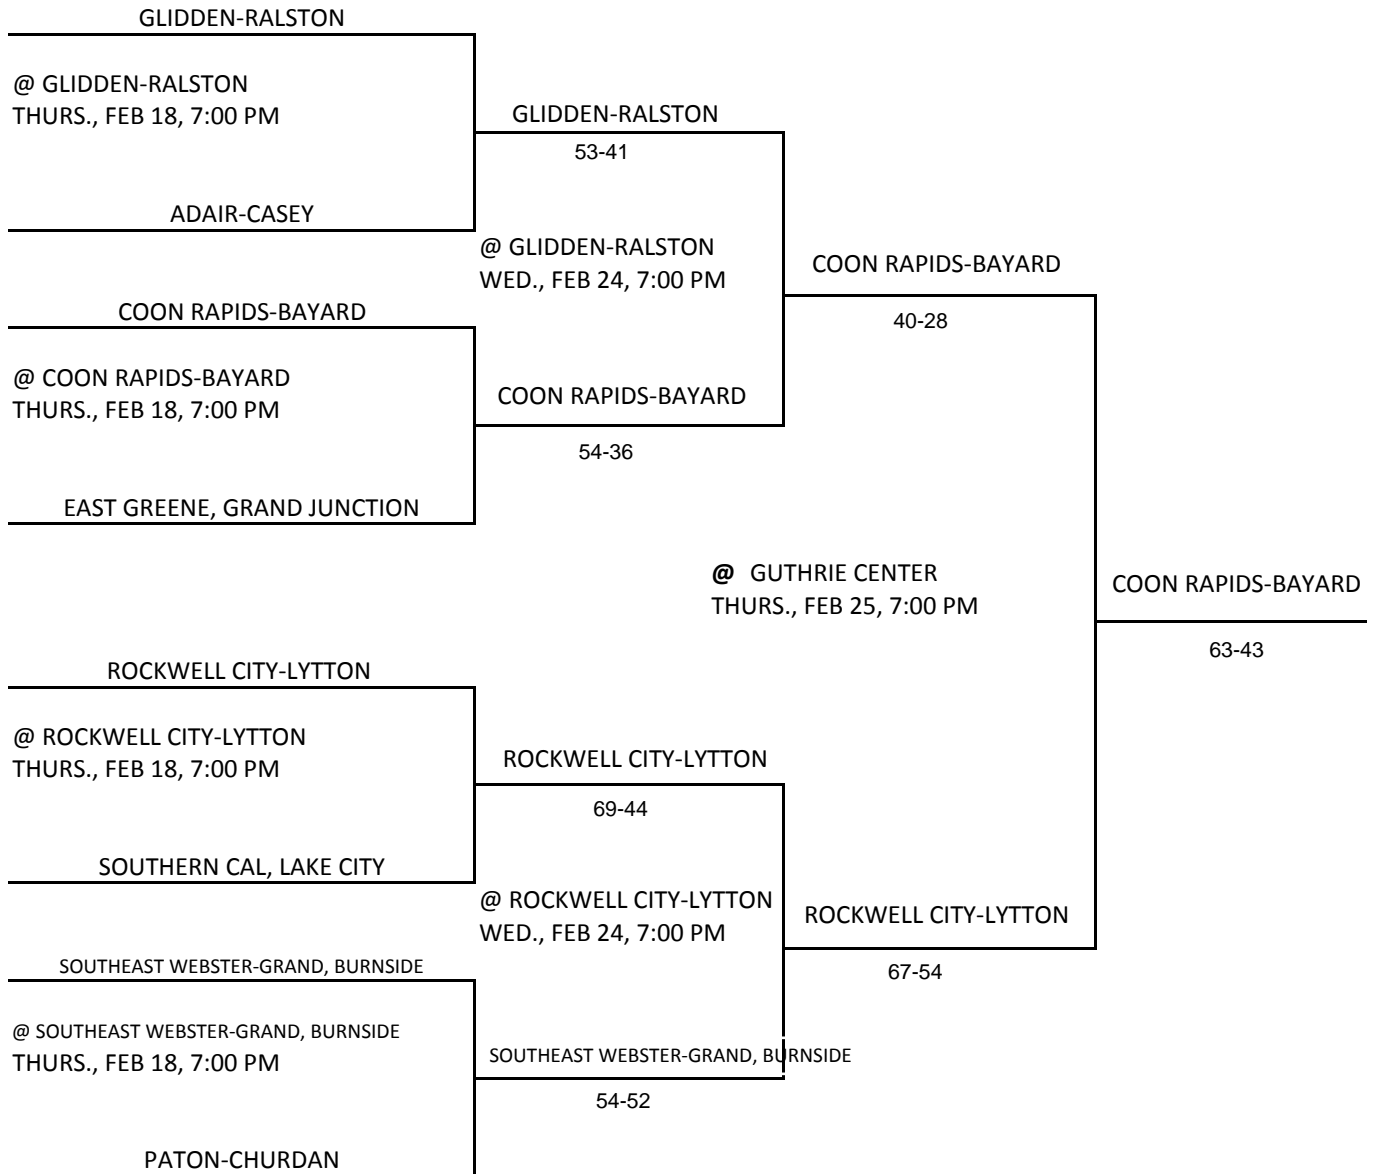 GLIDDEN-RALSTON
@ GLIDDEN-RALSTON
THURS., FEB 18, 7:00 PM
GLIDDEN-RALSTON
53-41
ADAIR-CASEY
@ GLIDDEN-RALSTON
WED., FEB 24, 7:00 PM
COON RAPIDS-BAYARD
40-28
COON RAPIDS-BAYARD
@ COON RAPIDS-BAYARD
THURS., FEB 18, 7:00 PM
COON RAPIDS-BAYARD
54-36
EAST GREENE, GRAND JUNCTION
@ GUTHRIE CENTER
THURS., FEB 25, 7:00 PM
COON RAPIDS-BAYARD
63-43
ROCKWELL CITY-LYTTON
@ ROCKWELL CITY-LYTTON
THURS., FEB 18, 7:00 PM
ROCKWELL CITY-LYTTON
69-44
SOUTHERN CAL, LAKE CITY
@ ROCKWELL CITY-LYTTON
WED., FEB 24, 7:00 PM
ROCKWELL CITY-LYTTON
67-54
SOUTHEAST WEBSTER-GRAND, BURNSIDE
@ SOUTHEAST WEBSTER-GRAND, BURNSIDE
THURS., FEB 18, 7:00 PM
SOUTHEAST WEBSTER-GRAND, BURNSIDE
54-52
PATON-CHURDAN